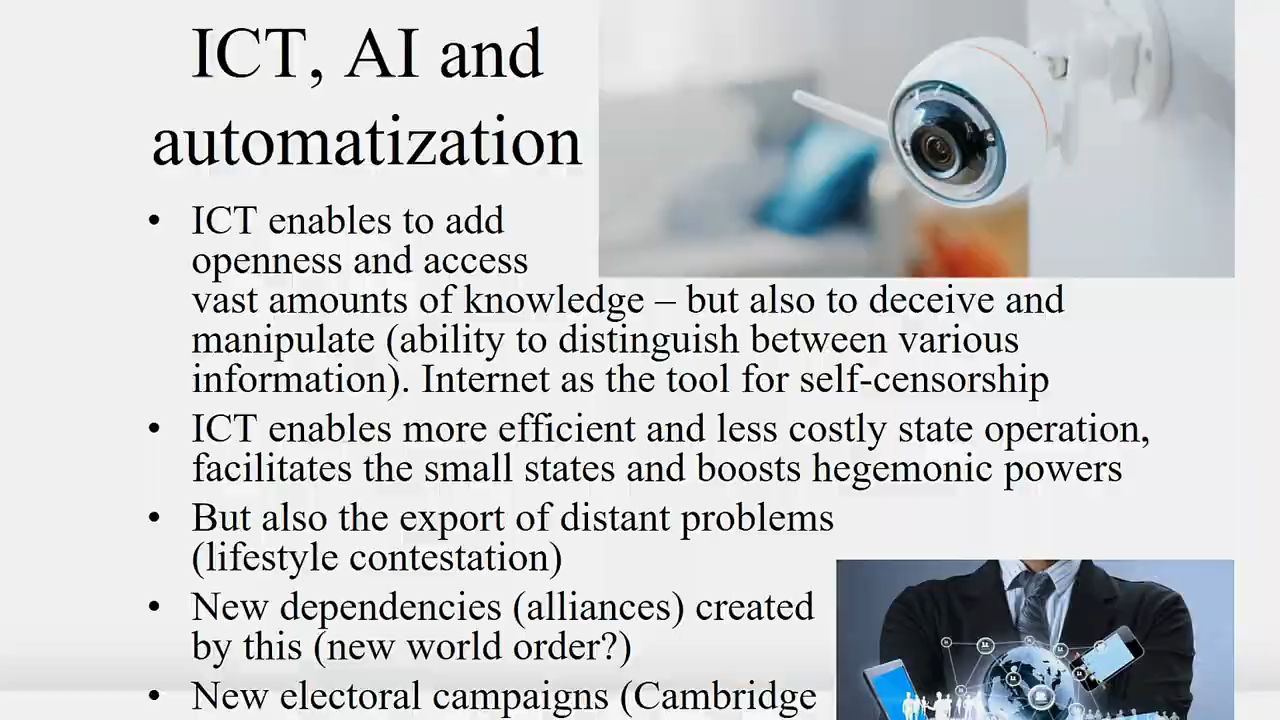 ICT, AI and
automatization
• ICT enables to add
openness and access
vast amounts of knowledge – but also to deceive and
manipulate (ability to distinguish between various
information). Internet as the tool for self-censorship
• ICT enables more efficient and less costly state operation,
facilitates the small states and boosts hegemonic powers
• But also the export of distant problems
(lifestyle contestation)
• New dependencies (alliances) created
by this (new world order?)
• New electoral campaigns (Cambridge